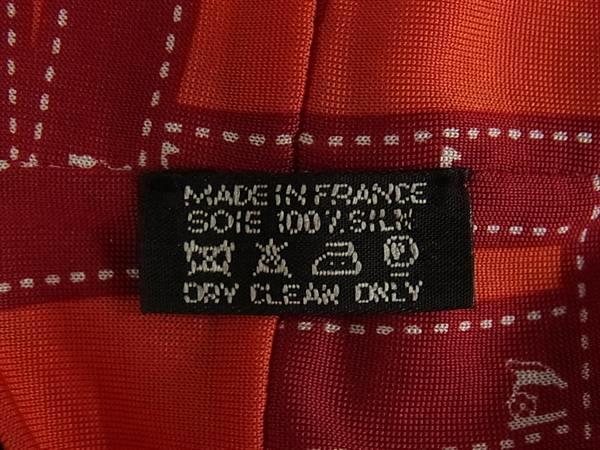 MADE IN FRANCE
SOIE 100% SILK
DRY CLEAN ONLY